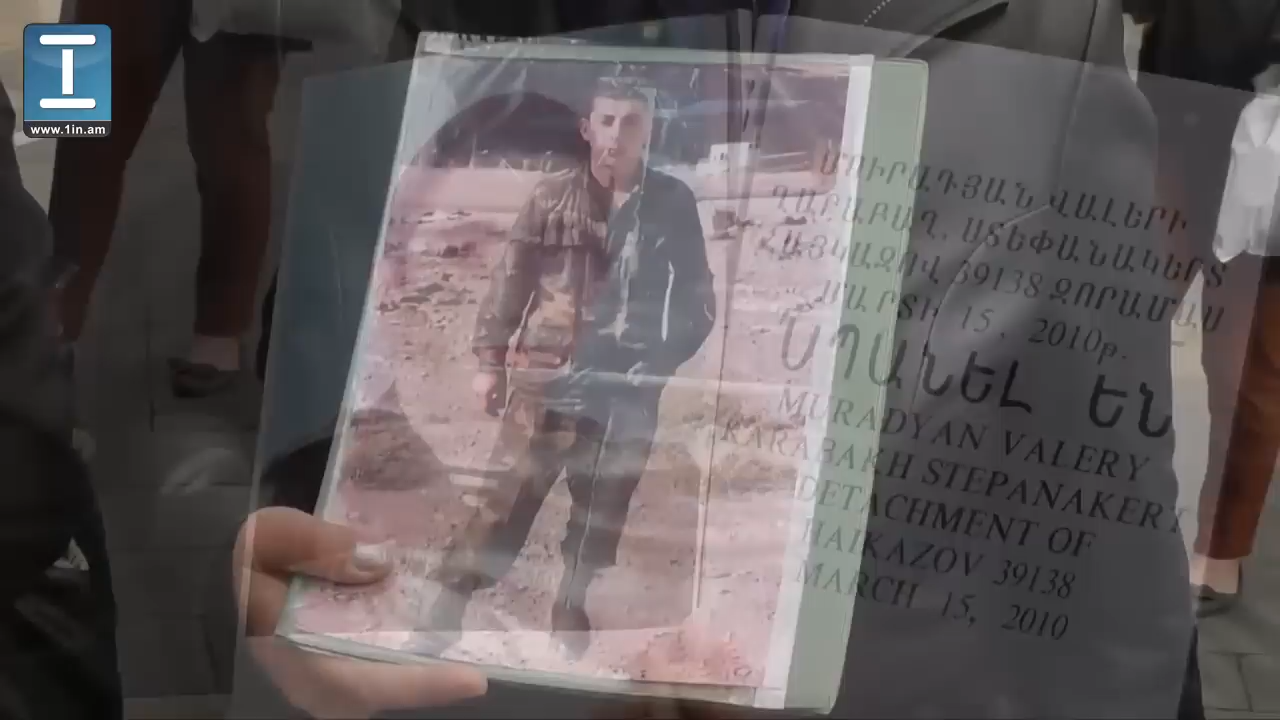 www.1in.am
ՄՈՒՐԱԴՅԱՆ ՎԱԼԵՐԻ
ՂԱՐԱԲԱՂ, ՍՏԵՓԱՆԱԿԵՐՏ
ՀԱՅԿԱԶՈՎ 39138 ԶՈՐԱՄԱՍ
ՄԱՐՏԻ 15, 2010թ.
ՍՊԱՆԵԼ ԵՆ
MURADYAN VALERY
KARABAKH STEPANAKERT
DETACHMENT OF
HAIKAZOV 39138
MARCH 15, 2010